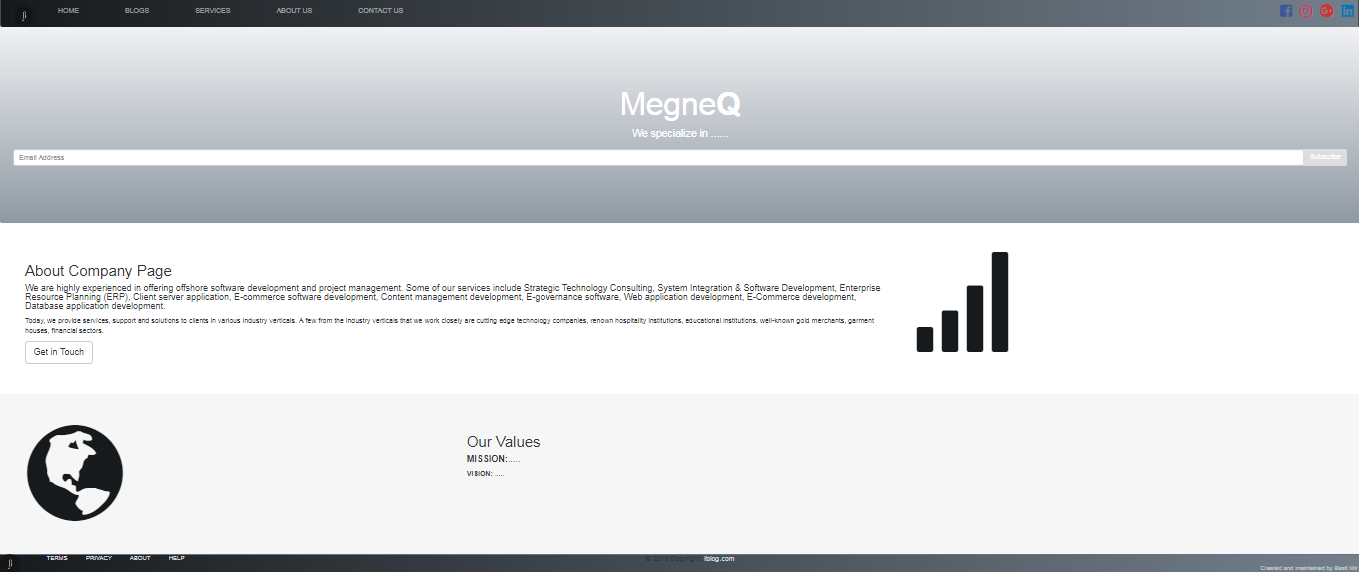 β HOME BLOGS SERVICES ABOUT US CONTACT US
MegneQ
We specialize in ......
Email Address Subscribe
About Company Page
We are highly experienced in offering offshore software development and project management. Some of our services include Strategic Technology Consulting, System Integration & Software Development, Enterprise
Resource Planning (ERP), Client server application, E-commerce software development, Content management development, E-governance software, Web application development, E-Commerce development,
Database application development.
Today, we provide services, support and solutions to clients in various industry verticals. A few from the industry verticals that we work closely are cutting edge technology companies, renown hospitality institutions, educational institutions, well-known gold merchants, garment
houses, financial sectors.
Get in Touch
Our Values
MISSION:.....
VISION: .....
β TERMS PRIVACY ABOUT HELP © 2018 Copyright: Iblog.com
Created and maintained by Basit Mir